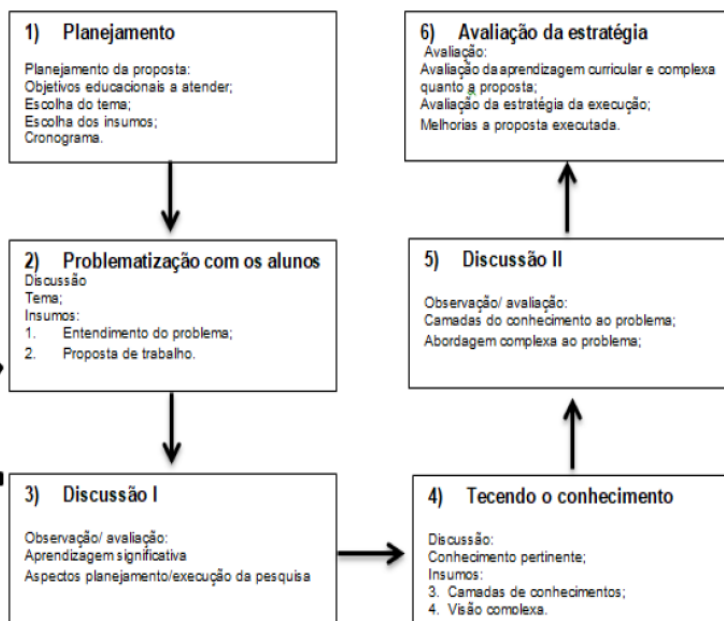 1) Planejamento
Planejamento da proposta:
Objetivos educacionais a atender;
Escolha do tema;
Escolha dos insumos;
Cronograma.
2) Problematização com os alunos
Discussão
Tema;
Insumos:
1. Entendimento do problema;
2. Proposta de trabalho.
3) Discussão I
Observação/ avaliação:
Aprendizagem significativa
Aspectos planejamento/execução da pesquisa
4) Tecendo o conhecimento
Discussão:
Conhecimento pertinente;
Insumos:
3. Camadas de conhecimentos;
4. Visão complexa.
5) Discussão II
Observação/ avaliação:
Camadas do conhecimento ao problema;
Abordagem complexa ao problema;
6) Avaliação da estratégia
Avaliação:
Avaliação da aprendizagem curricular e complexa
quanto a proposta;
Avaliação da estratégia da execução;
Melhorias a proposta executada.